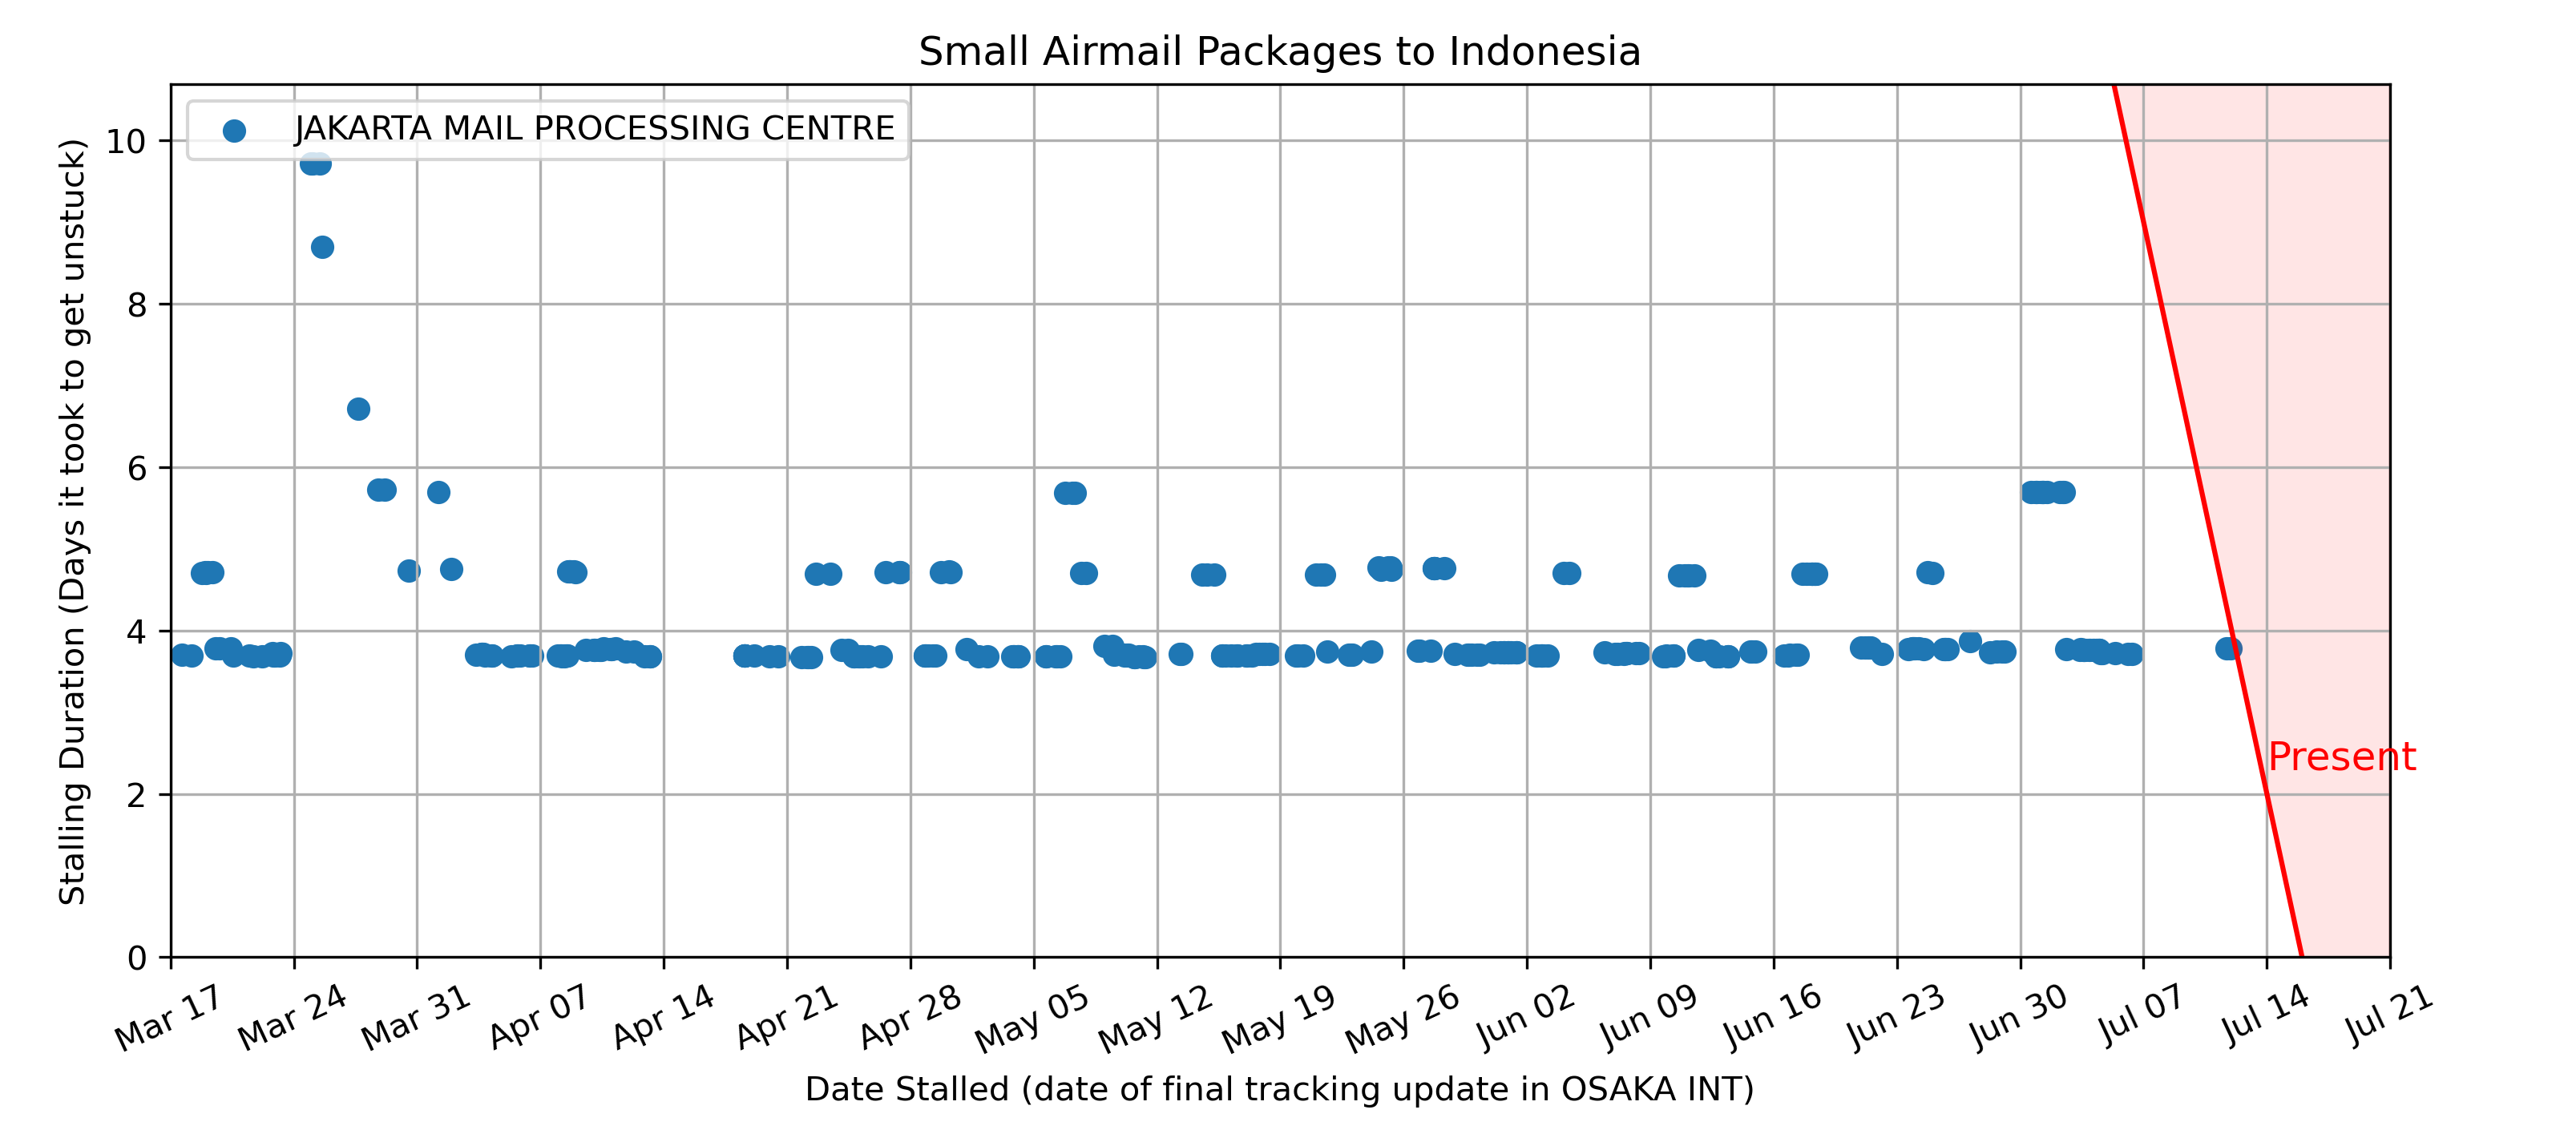 Small Airmail Packages to Indonesia
JAKARTA MAIL PROCESSING CENTRE
Stalling Duration (Days it took to get unstuck)
10
8
6
4
2
0
Present
Mar 17
Mar 24
Mar 31
Apr 07
Apr 14
Apr 21
Apr 28
May 05
May 12
May 19
May 26
Jun 02
Jun 09
Jun 16
Jun 23
Jun 30
Jul 07
Jul 14
Jul 21
Date Stalled (date of final tracking update in OSAKA INT)